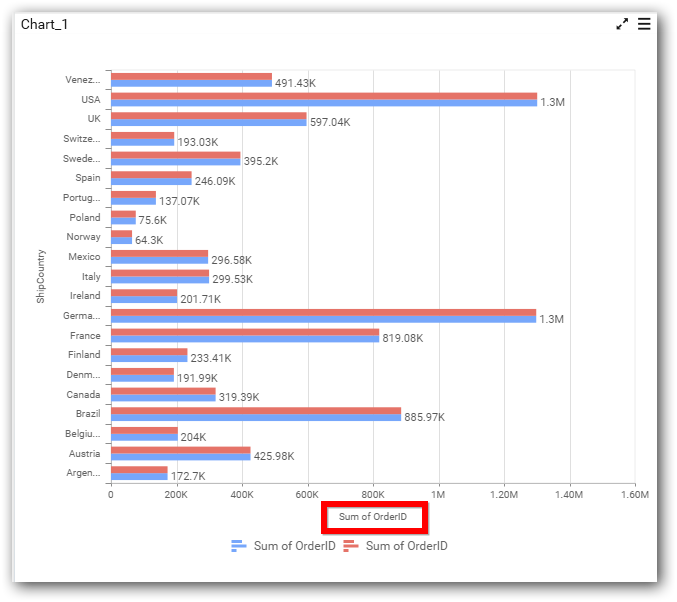 Chart_1
ShipCountry
Venez... 491.43K
USA 1.3M
UK 597.04K
Switze... 193.03K
Swede... 395.2K
Spain 246.09K
Portug... 137.07K
Poland 75.6K
Norway 64.3K
Mexico 296.58K
Italy 299.53K
Ireland 201.71K
Germa... 1.3M
France 819.08K
Finland 233.41K
Denm... 191.99K
Canada 319.39K
Brazil 885.97K
Belgiu... 204K
Austria 425.98K
Argen... 172.7K
0 200K 400K 600K 800K 1M 1.20M 1.40M 1.60M
Sum of OrderID
Sum of OrderID Sum of OrderID